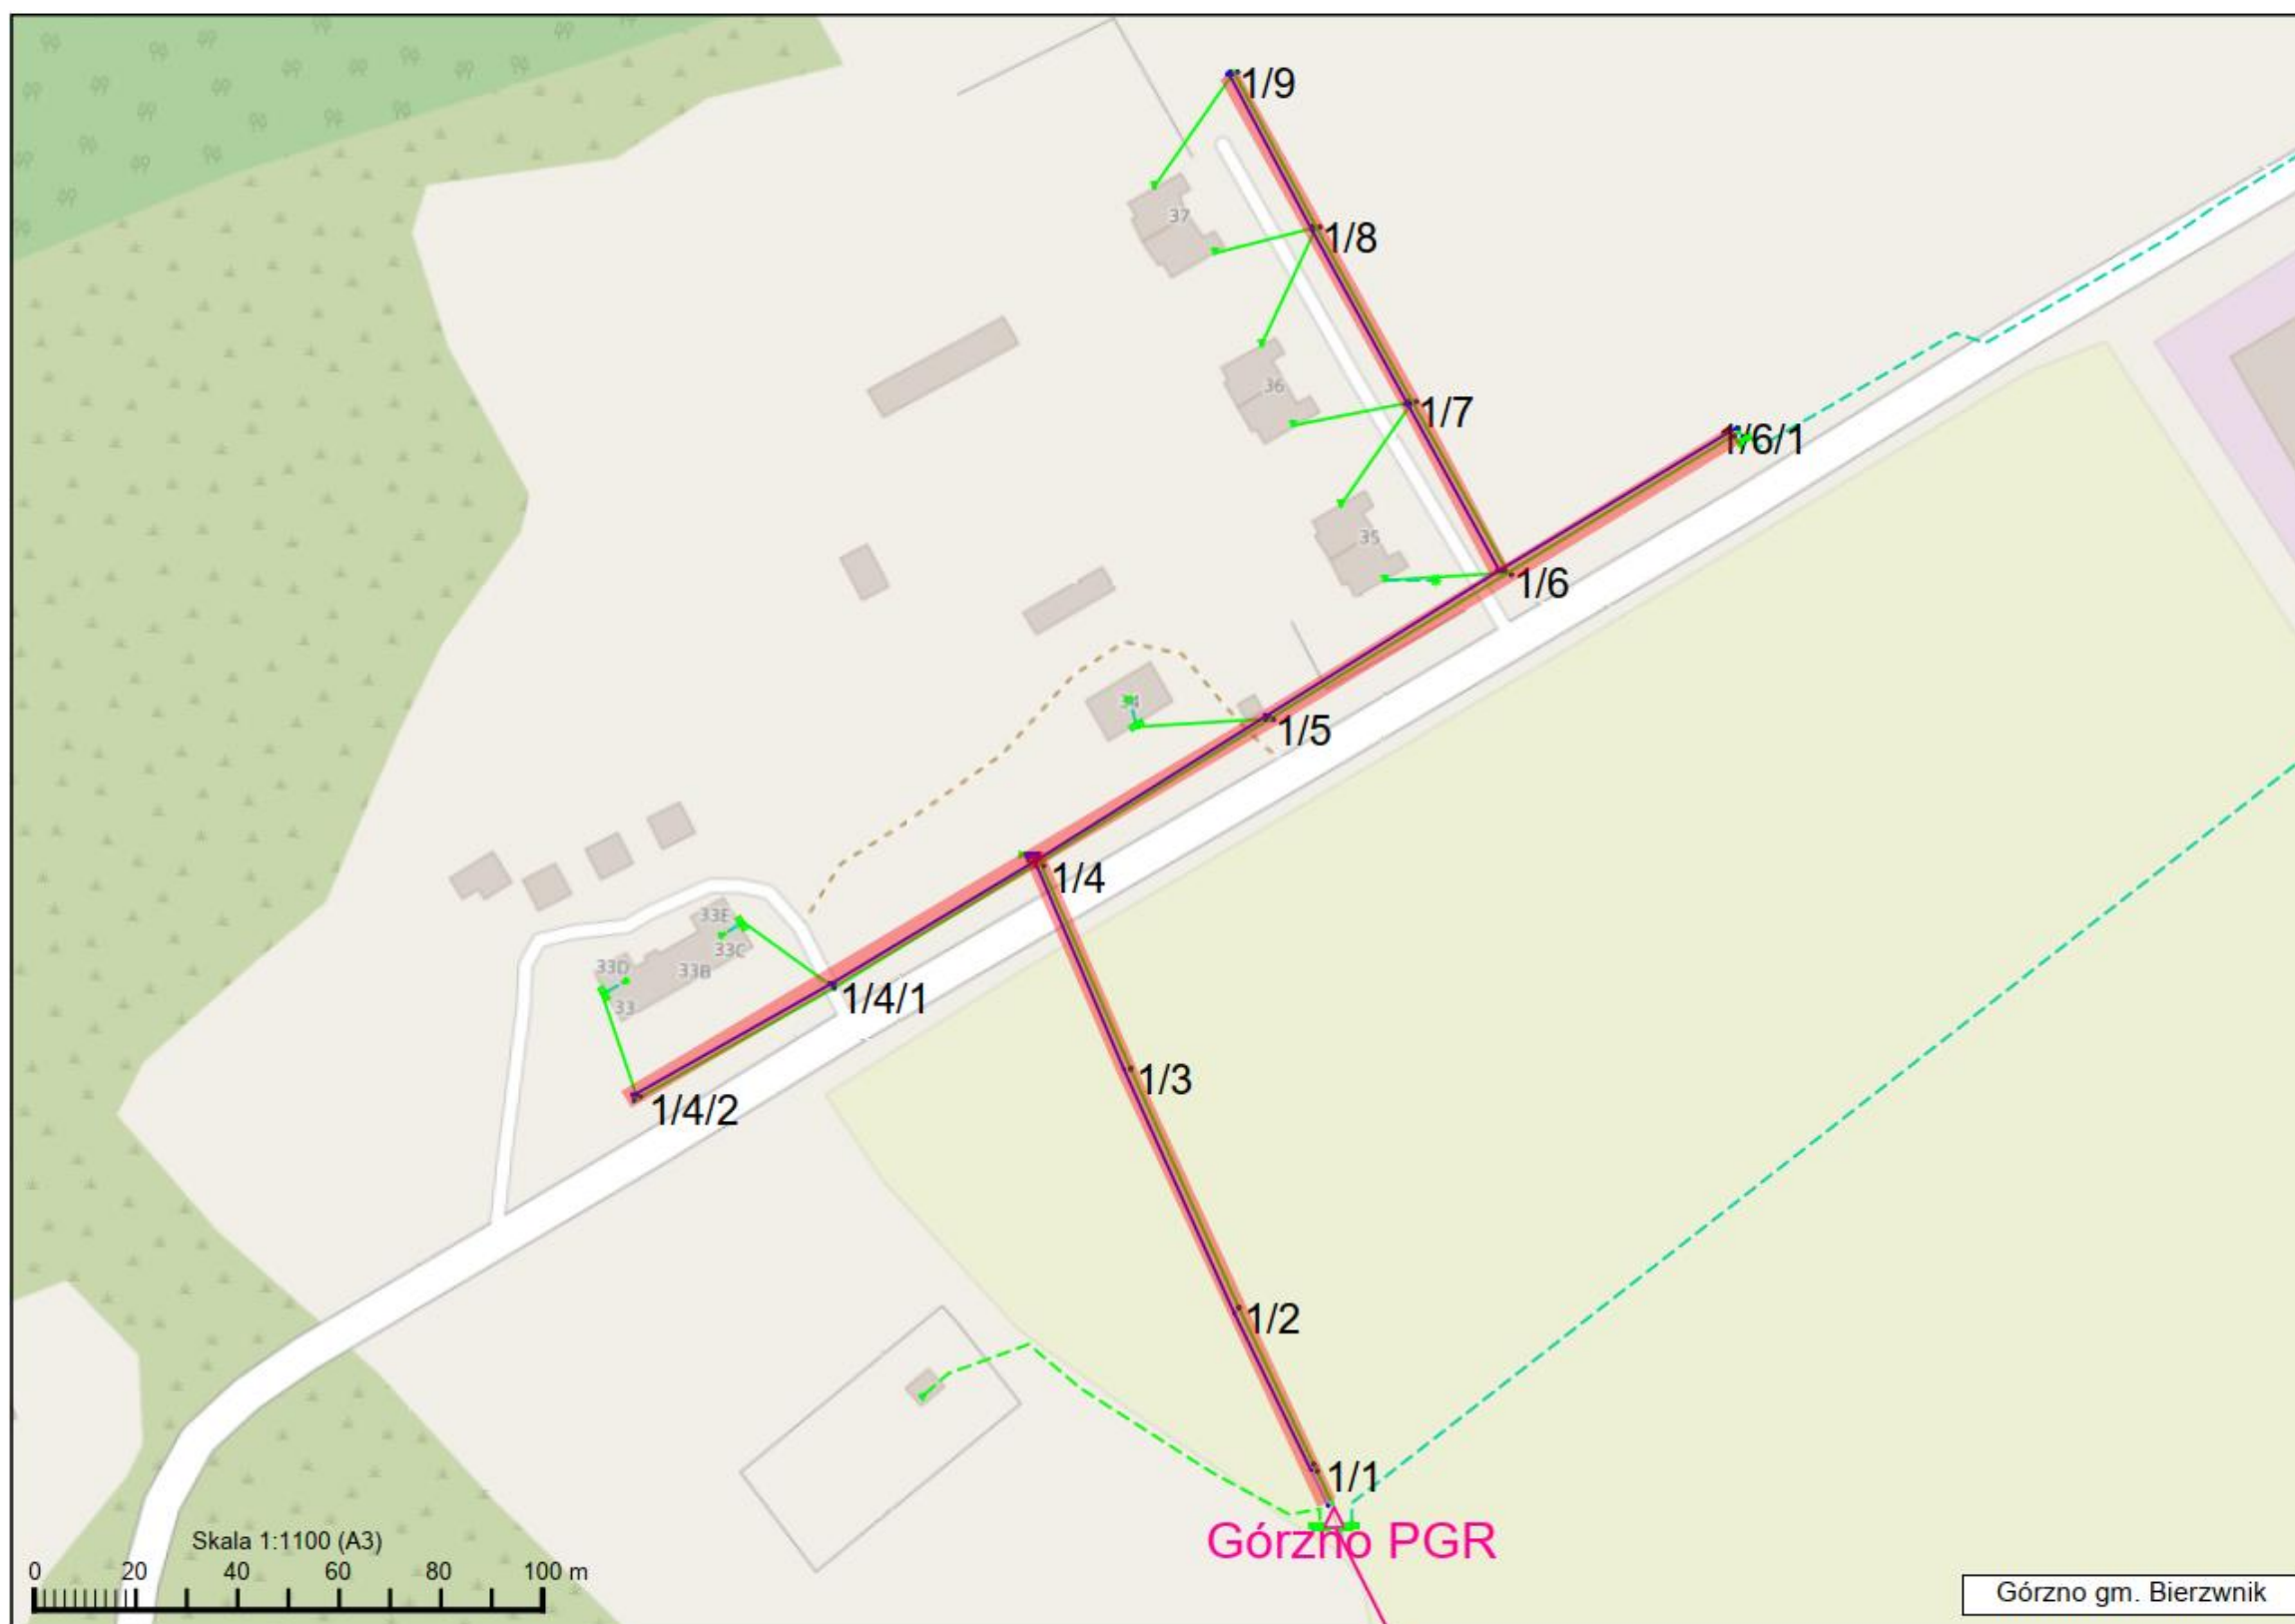 1/9
37
1/8
36
1/7
1/6/1
35
1/6
34
1/5
1/4
33E
33C
33D
33B
33
1/4/1
1/4/2
1/3
1/2
1/1
Górzno PGR
Skala 1:1100 (A3)
0 20 40 60 80 100 m
Górzno gm. Bierzwnik